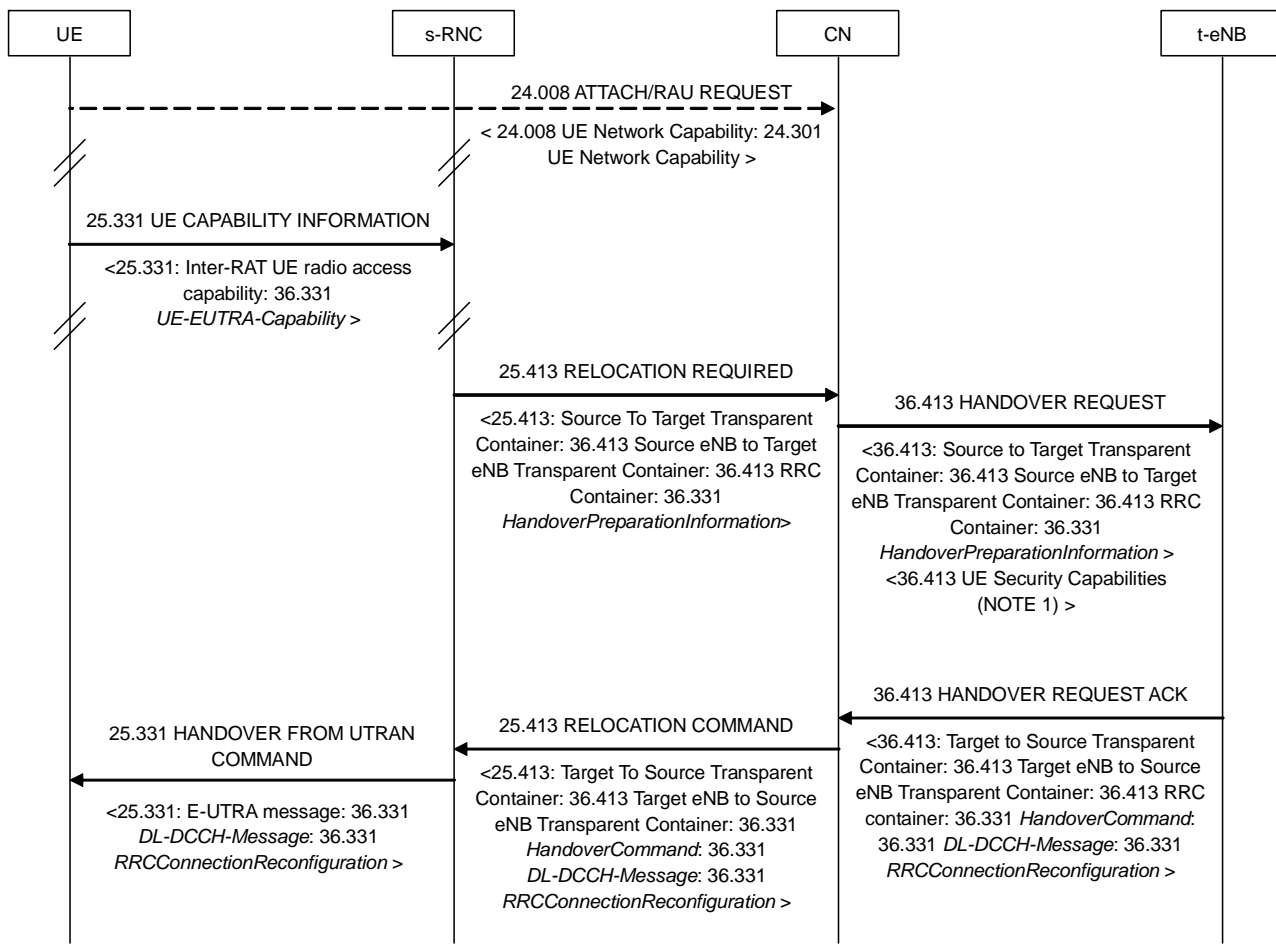 UE
s-RNC
CN
t-eNB
24.008 ATTACH/RAU REQUEST
< 24.008 UE Network Capability: 24.301
UE Network Capability >
25.331 UE CAPABILITY INFORMATION
<25.331: Inter-RAT UE radio access
capability: 36.331
UE-EUTRA-Capability >
25.413 RELOCATION REQUIRED
<25.413: Source To Target Transparent
Container: 36.413 Source eNB to Target
eNB Transparent Container: 36.413 RRC
Container: 36.331
HandoverPreparationInformation>
36.413 HANDOVER REQUEST
<36.413: Source to Target Transparent
Container: 36.413 Source eNB to Target
eNB Transparent Container: 36.413 RRC
Container: 36.331
HandoverPreparationInformation >
<36.413 UE Security Capabilities
(NOTE 1) >
36.413 HANDOVER REQUEST ACK
<36.413: Target to Source Transparent
Container: 36.413 Target eNB to Source
eNB Transparent Container: 36.413 RRC
container: 36.331 HandoverCommand:
36.331 DL-DCCH-Message: 36.331
RRCConnectionReconfiguration >
25.413 RELOCATION COMMAND
<25.413: Target To Source Transparent
Container: 36.413 Target eNB to Source
eNB Transparent Container: 36.331
HandoverCommand: 36.331
DL-DCCH-Message: 36.331
RRCConnectionReconfiguration >
25.331 HANDOVER FROM UTRAN
COMMAND
<25.331: E-UTRA message: 36.331
DL-DCCH-Message: 36.331
RRCConnectionReconfiguration >